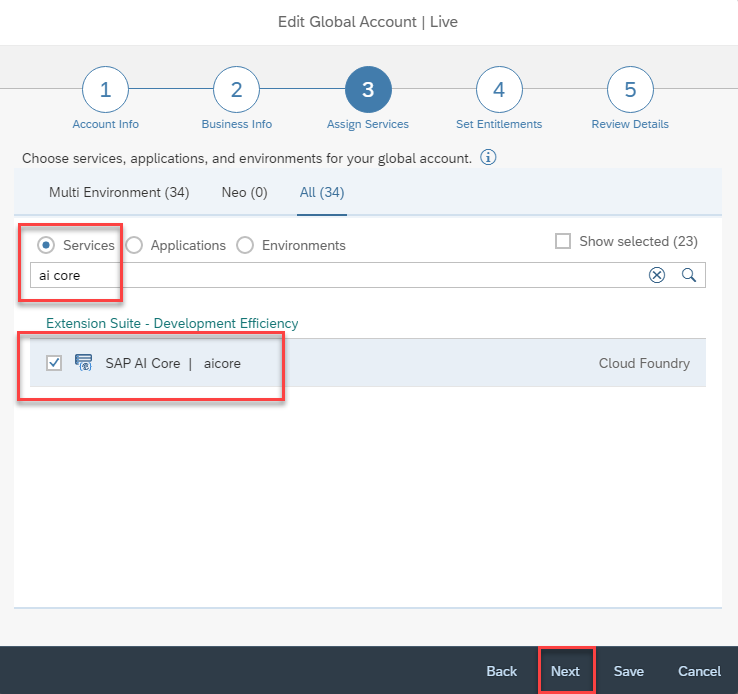 Edit Global Account | Live
1 2 3 4 5
Account Info Business Info Assign Services Set Entitlements Review Details
Choose services, applications, and environments for your global account.
Multi Environment (34) Neo (0) All (34)
Services Applications Environments Show selected (23)
ai core
Extension Suite - Development Efficiency
SAP AI Core | aicore Cloud Foundry
Back Next Save Cancel